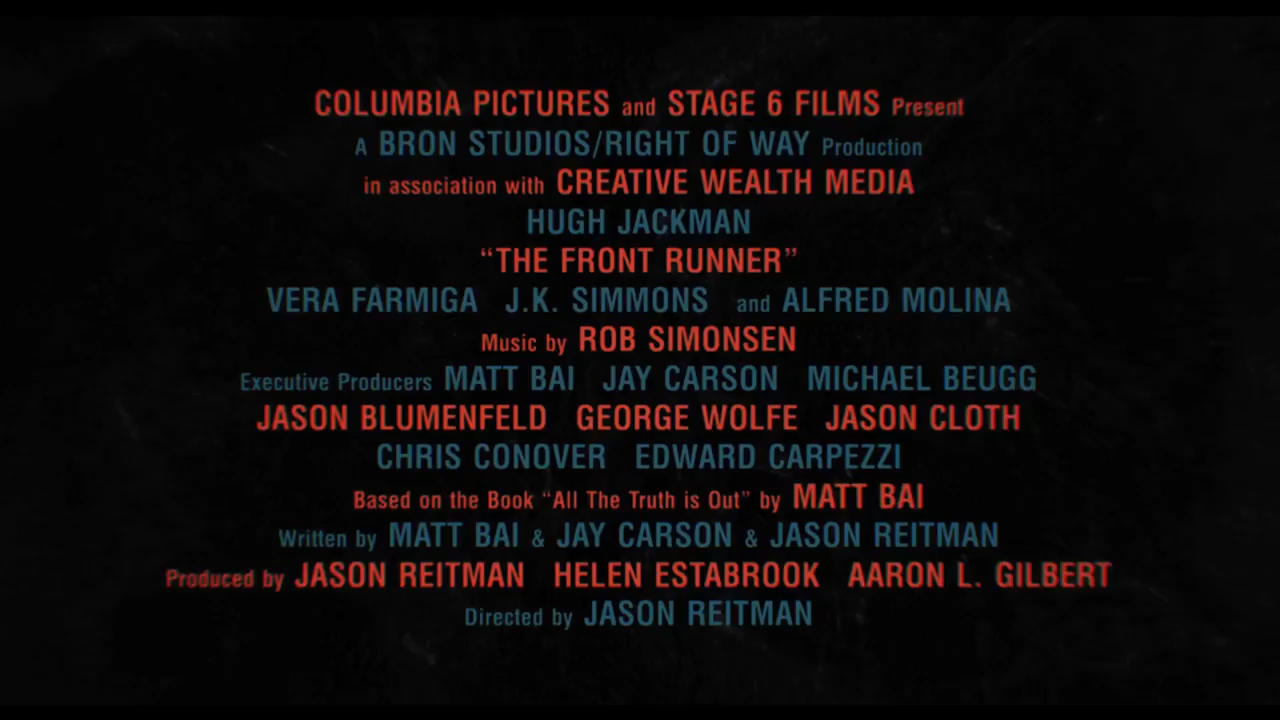 COLUMBIA PICTURES and STAGE 6 FILMS Present
A BRON STUDIOS/RIGHT OF WAY Production
in association with CREATIVE WEALTH MEDIA
HUGH JACKMAN
“THE FRONT RUNNER”
VERA FARMIGA J.K. SIMMONS and ALFRED MOLINA
Music by ROB SIMONSEN
Executive Producers MATT BAI JAY CARSON MICHAEL BEUGG
JASON BLUMENFELD GEORGE WOLFE JASON CLOTH
CHRIS CONOVER EDWARD CARPEZZI
Based on the Book “All The Truth is Out” by MATT BAI
Written by MATT BAI & JAY CARSON & JASON REITMAN
Produced by JASON REITMAN HELEN ESTABROOK AARON L. GILBERT
Directed by JASON REITMAN